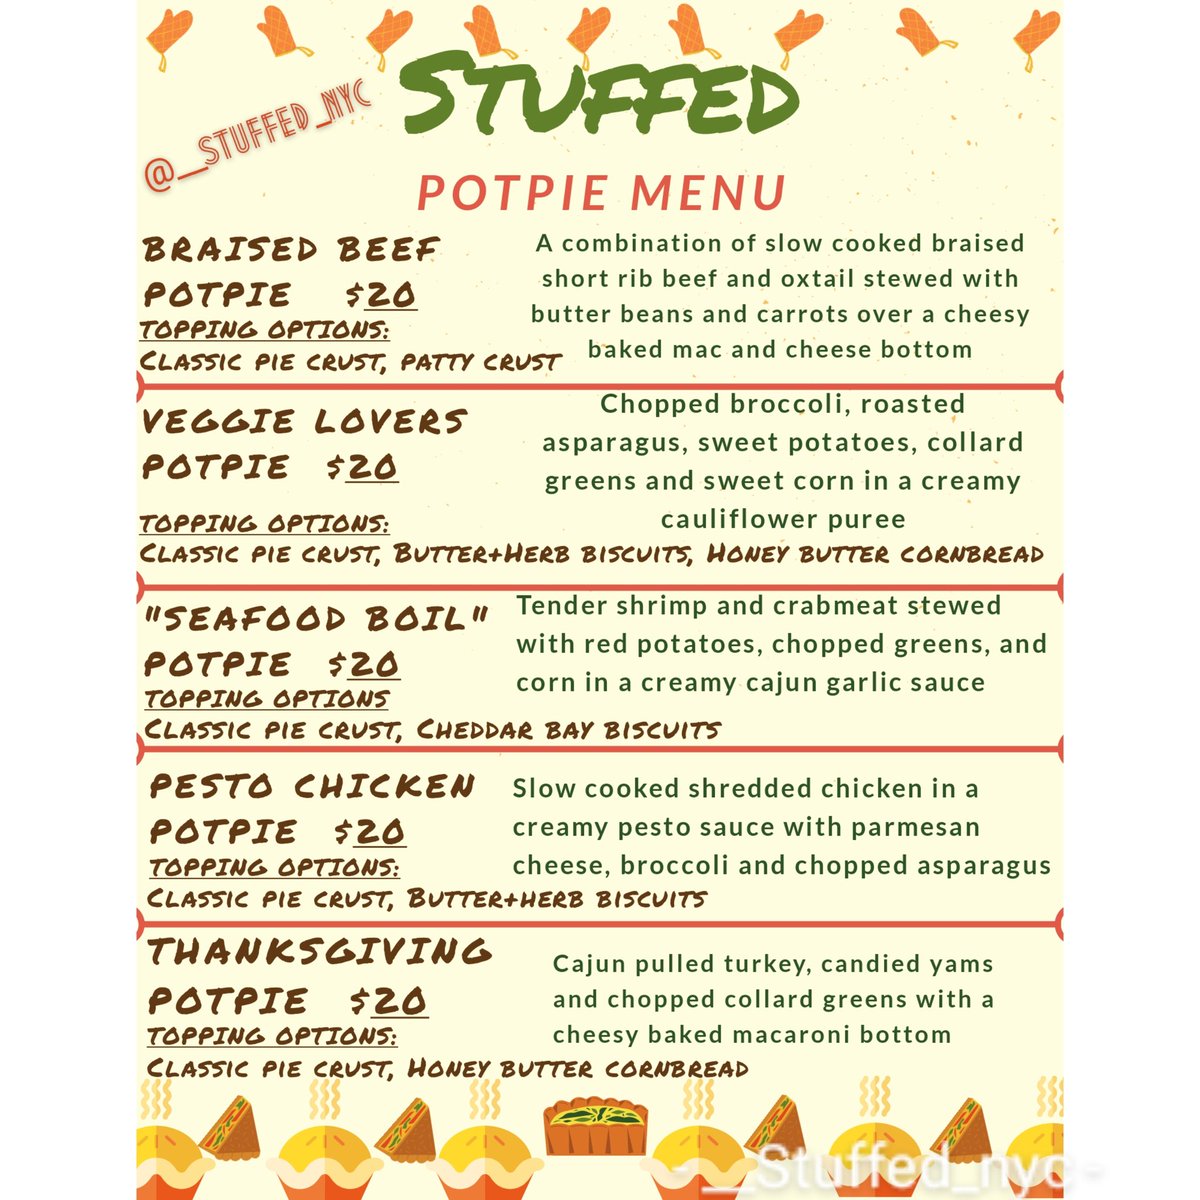 @__STUFFED_NYC
STUFFED
POTPIE MENU
BRAISED BEEF
POTPIE $20
TOPPING OPTIONS:
CLASSIC PIE CRUST, PATTY CRUST
A combination of slow cooked braised
short rib beef and oxtail stewed with
butter beans and carrots over a cheesy
baked mac and cheese bottom
VEGGIE LOVERS
POTPIE $20
TOPPING OPTIONS:
CLASSIC PIE CRUST, BUTTER+HERB BISCUITS, HONEY BUTTER CORNBREAD
Chopped broccoli, roasted
asparagus, sweet potatoes, collard
greens and sweet corn in a creamy
cauliflower puree
"SEAFOOD BOIL"
POTPIE $20
TOPPING OPTIONS
CLASSIC PIE CRUST, CHEDDAR BAY BISCUITS
Tender shrimp and crabmeat stewed
with red potatoes, chopped greens, and
corn in a creamy cajun garlic sauce
PESTO CHICKEN
POTPIE $20
TOPPING OPTIONS:
CLASSIC PIE CRUST, BUTTER+HERB BISCUITS
Slow cooked shredded chicken in a
creamy pesto sauce with parmesan
cheese, broccoli and chopped asparagus
THANKSGIVING
POTPIE $20
TOPPING OPTIONS:
CLASSIC PIE CRUST, HONEY BUTTER CORNBREAD
Cajun pulled turkey, candied yams
and chopped collard greens with a
cheesy baked macaroni bottom
- __Stuffed_nyc-